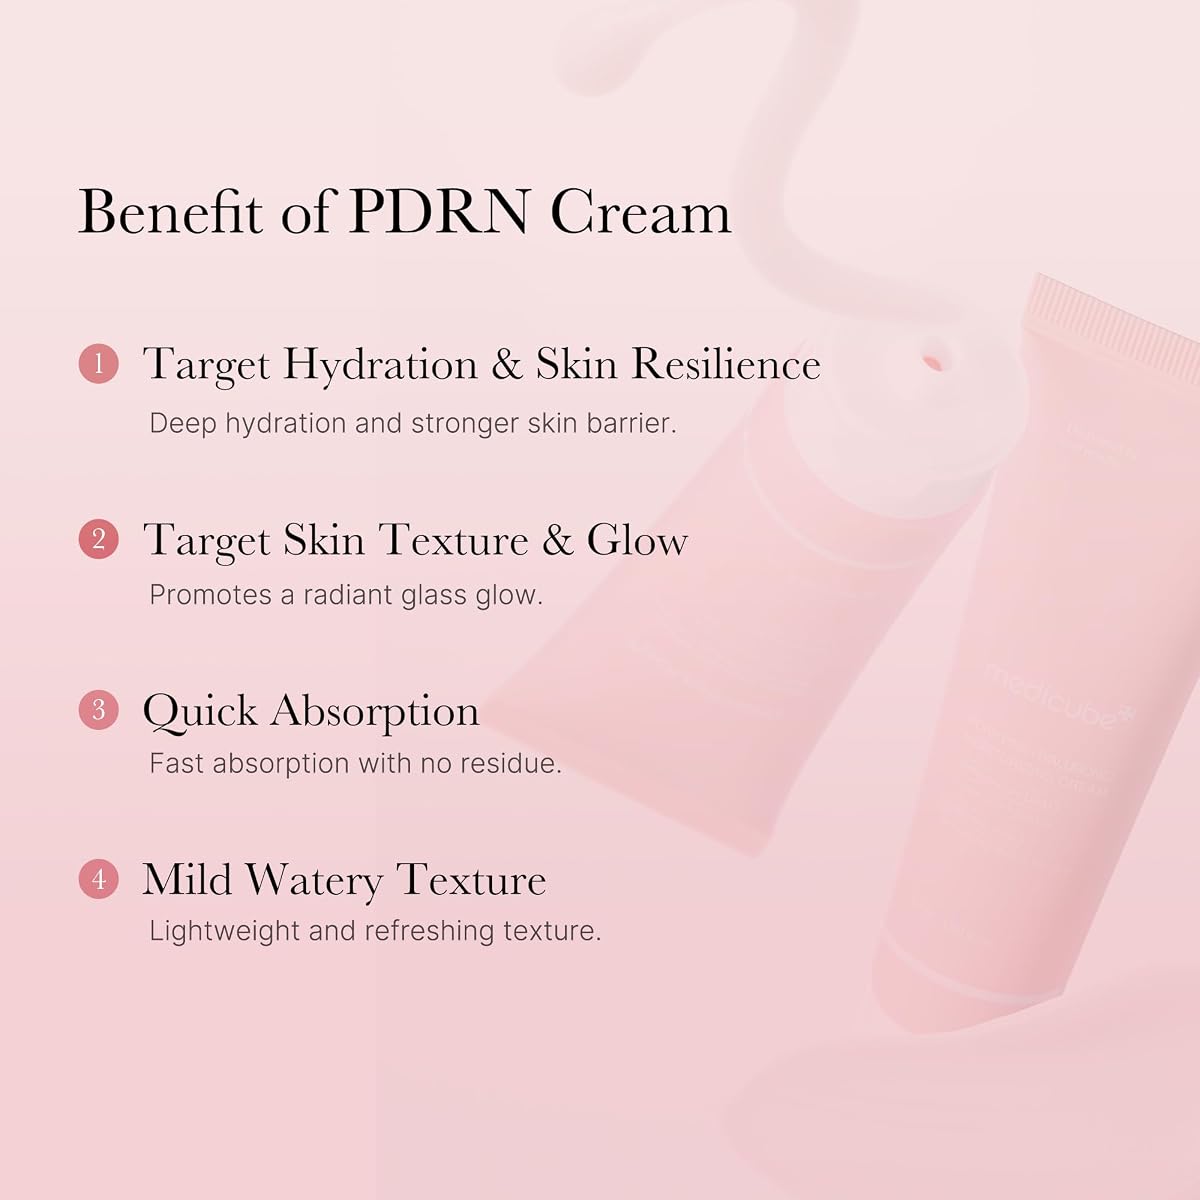 Benefit of PDRN Cream
1 Target Hydration & Skin Resilience
Deep hydration and stronger skin barrier.
2 Target Skin Texture & Glow
Promotes a radiant glass glow.
3 Quick Absorption
Fast absorption with no residue.
4 Mild Watery Texture
Lightweight and refreshing texture.
medicube